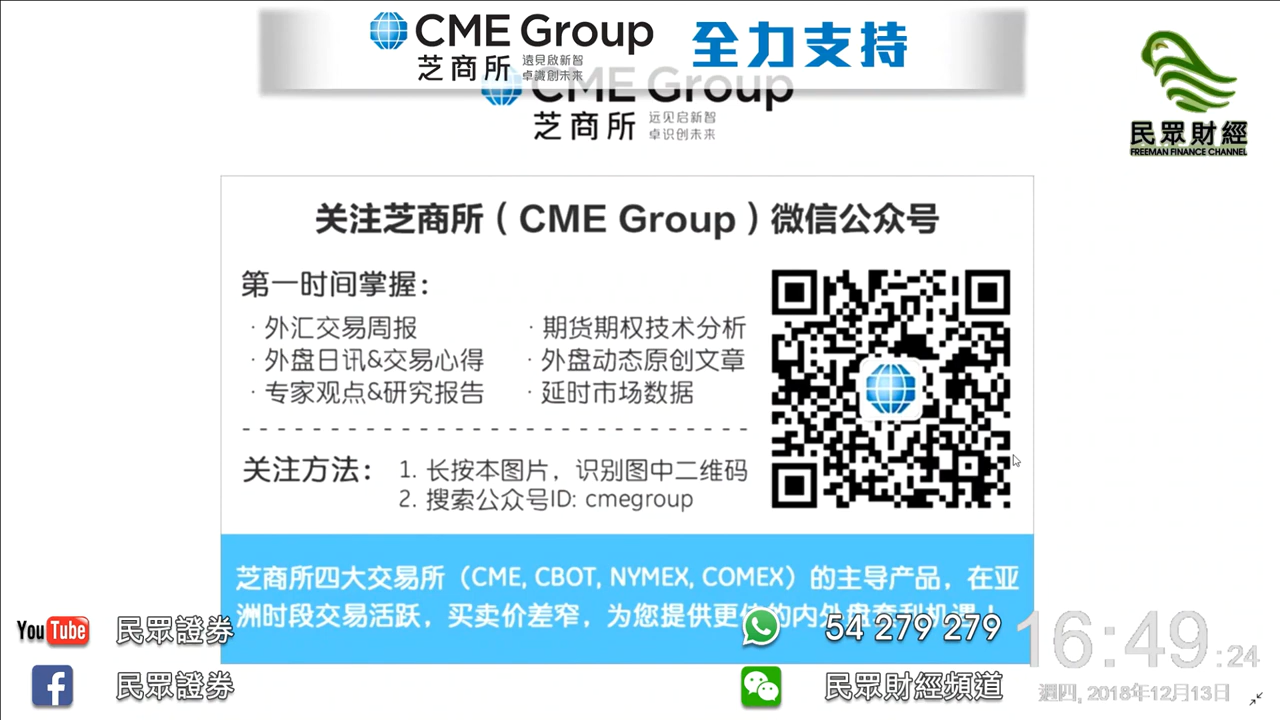 CME Group 全力支持
芝商所 遠見啟新智
卓識創未來
CME Group
芝商所 远见启新智
卓识创未来
民眾財經
FREEMAN FINANCE CHANNEL
关注芝商所（CME Group）微信公众号
第一时间掌握：
· 外汇交易周报 · 期货期权技术分析
· 外盘日讯&交易心得 · 外盘动态原创文章
· 专家观点&研究报告 · 延时市场数据
关注方法： 1. 长按本图片，识别图中二维码
2. 搜索公众号ID: cmegroup
芝商所四大交易所（CME, CBOT, NYMEX, COMEX）的主导产品，在亚
洲时段交易活跃，买卖价差窄，为您提供更佳的内外盘套利机遇！
YouTube 民眾證券 54 279 279 16:49:24
民眾證券 民眾財經頻道 週四, 2018年12月13日